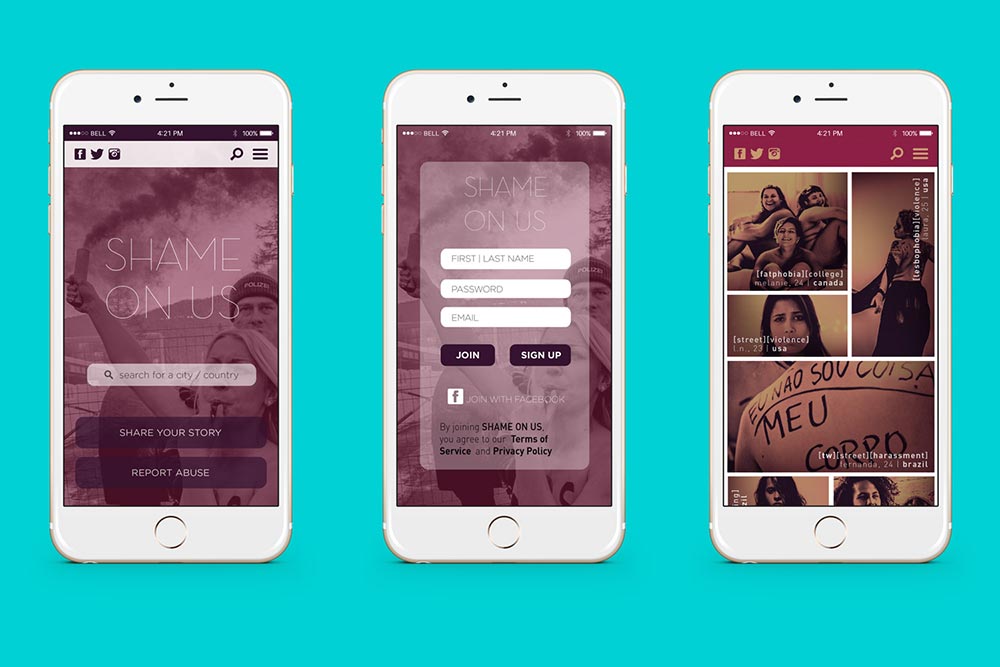 BELL 4:21 PM 100%
SHAME
ON US
POLIZEI
search for a city / country
SHARE YOUR STORY
REPORT ABUSE
BELL 4:21 PM 100%
SHAME
ON US
FIRST | LAST NAME
POLIZEI
PASSWORD
EMAIL
JOIN SIGN UP
JOIN WITH FACEBOOK
By joining SHAME ON US,
you agree to our Terms of
Service and Privacy Policy
BELL 4:21 PM 100%
[fatphobia][college]
melanie, 24 | canada
[lesbophobia][violence]
laura, 25 | usa
[street][violence]
l.n., 23 | usa
EU NÃO SOU COISA
MEU
CORPO
[tw][street][harassment]
fernanda, 24 | brazil